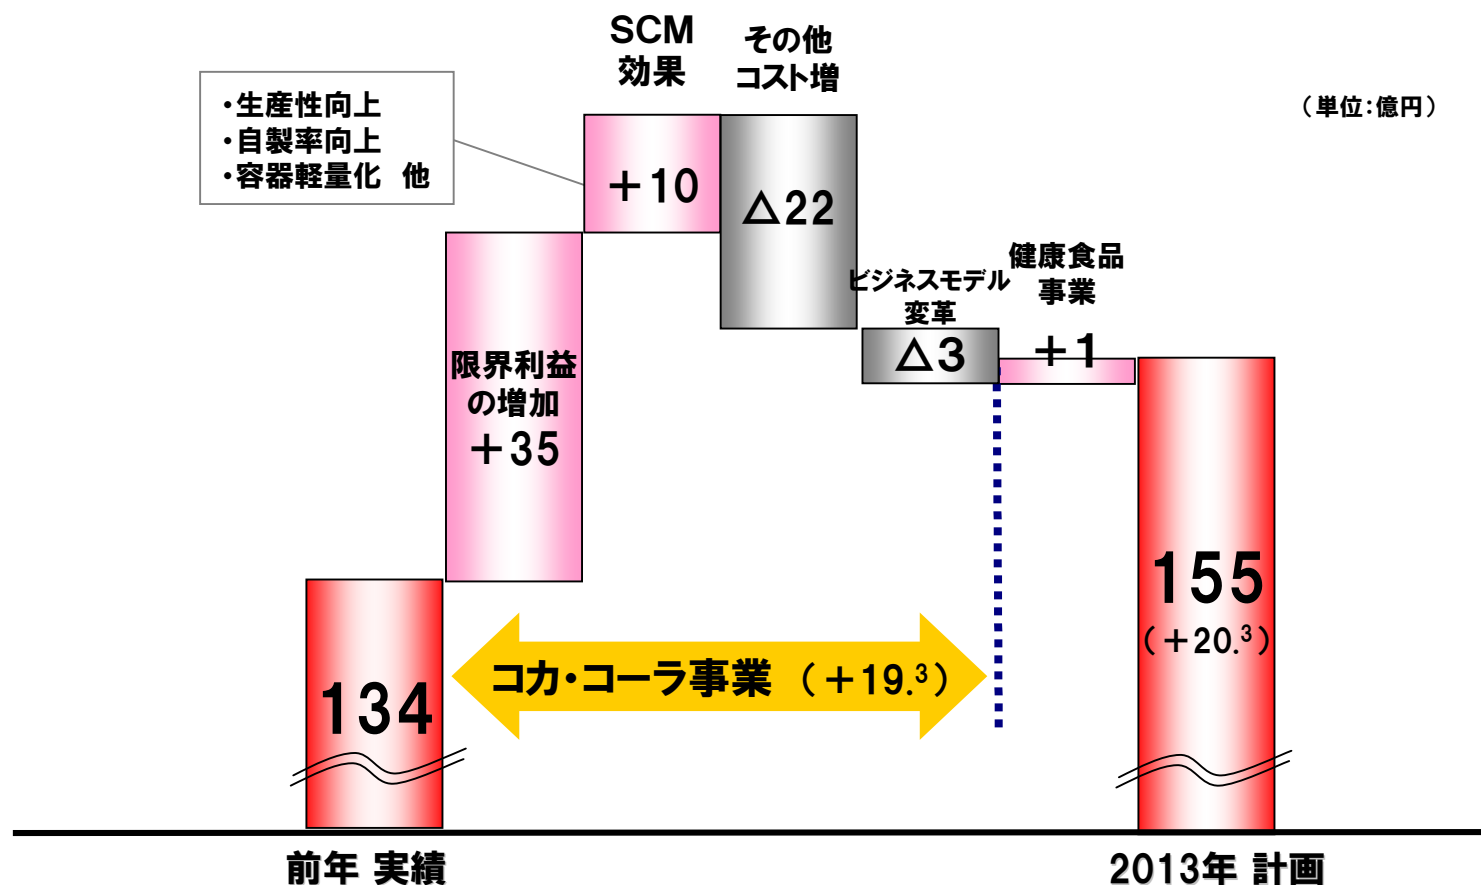 SCM
効果
その他
コスト増
（単位：億円）
・生産性向上
・自製率向上
・容器軽量化　他
＋10
△22
健康食品
事業
ビジネスモデル
変革
△3
＋1
限界利益
の増加
＋35
155
（＋20.3）
コカ・コーラ事業 （＋19.3）
134
前年 実績
2013年 計画